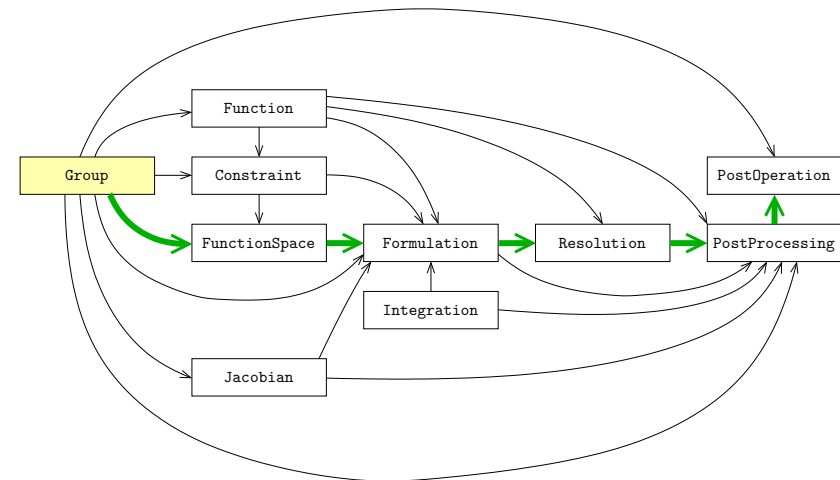 Function
Group
Constraint
PostOperation
FunctionSpace
Formulation
Resolution
PostProcessing
Integration
Jacobian